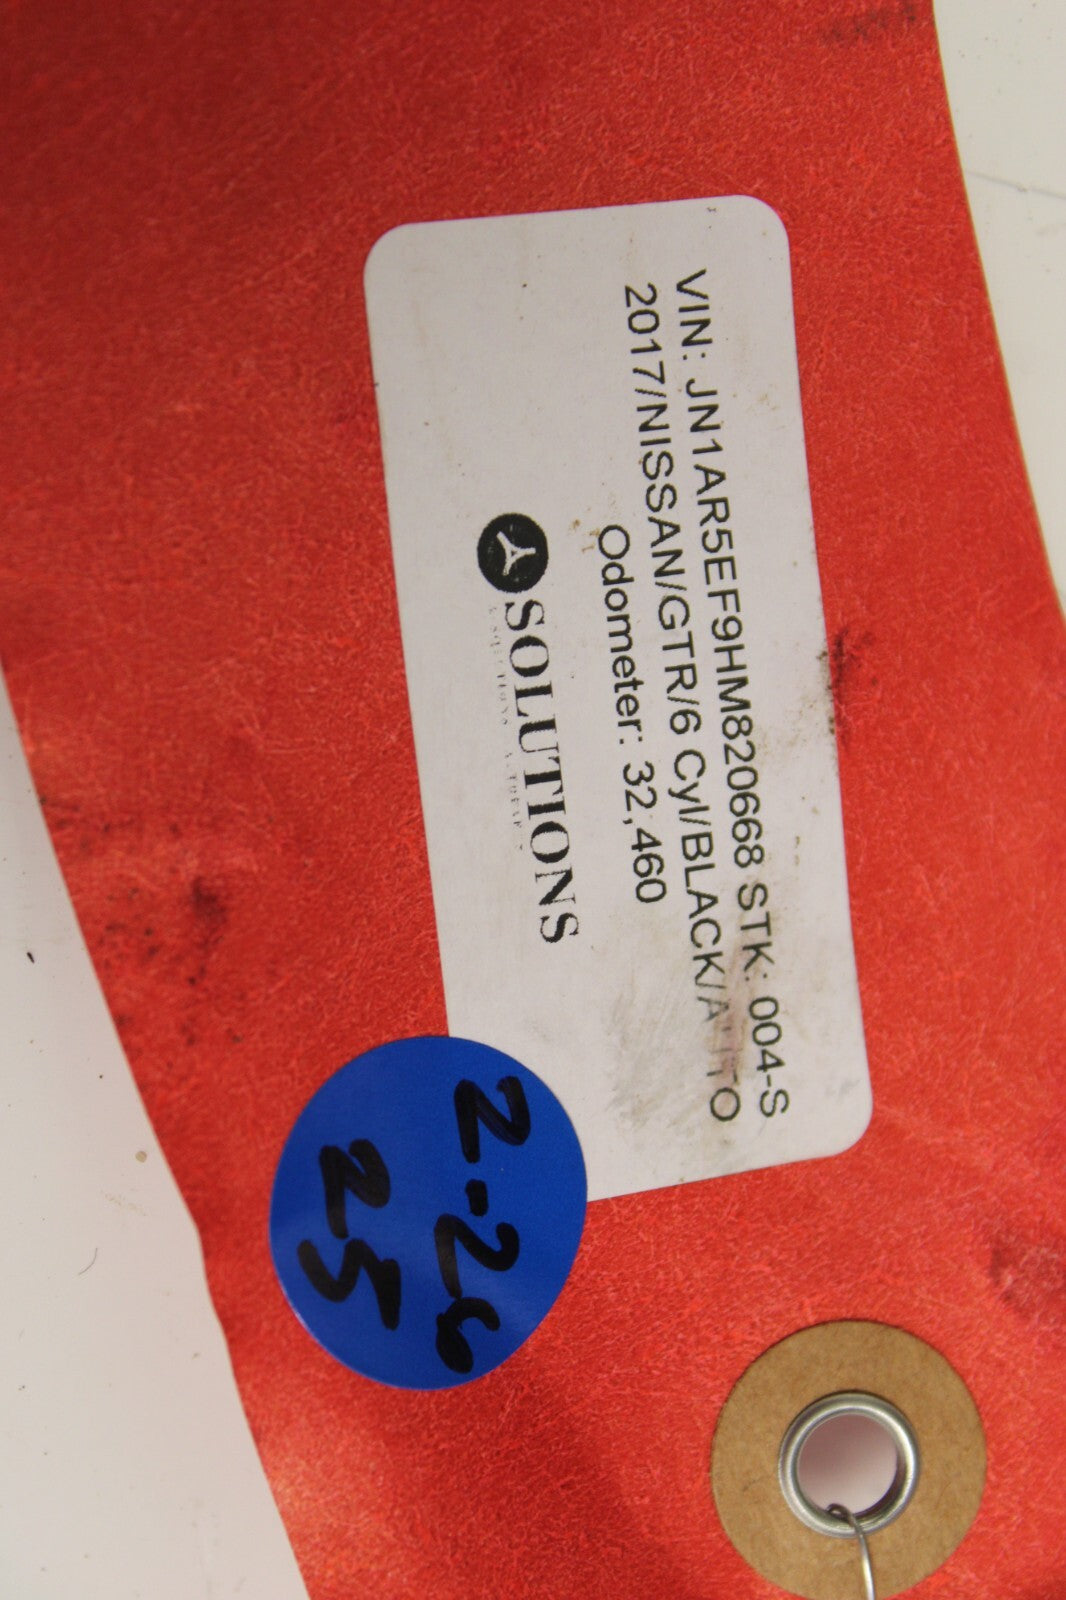 VIN: JN1AR5EF9HM820668 STK: 004-S
2017/NISSAN/GTR/6 Cyl/BLACK/AUTO
Odometer: 32,460
SOLUTIONS
2-26
25